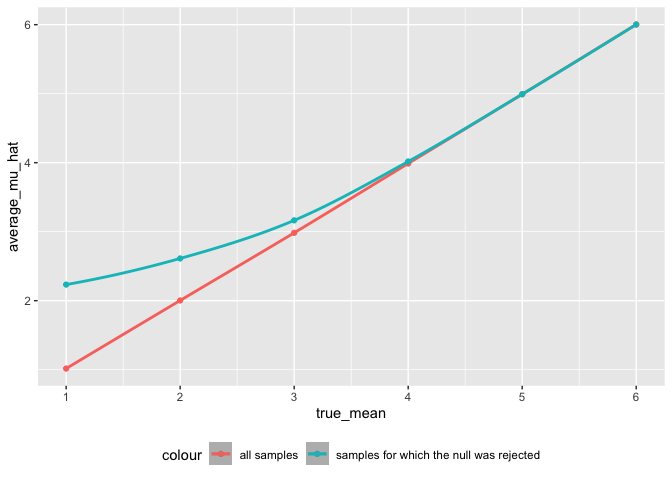 average_mu_hat
6
4
2
1 2 3 4 5 6
true_mean
colour all samples samples for which the null was rejected